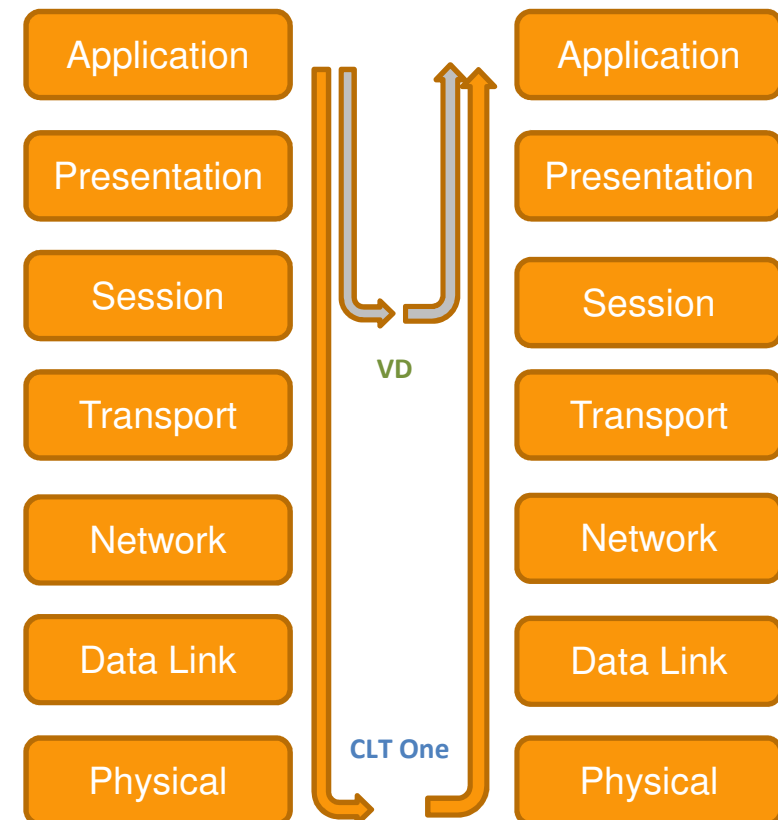 Application
Application
Presentation
Presentation
Session
Session
VD
Transport
Transport
Network
Network
Data Link
Data Link
CLT One
Physical
Physical